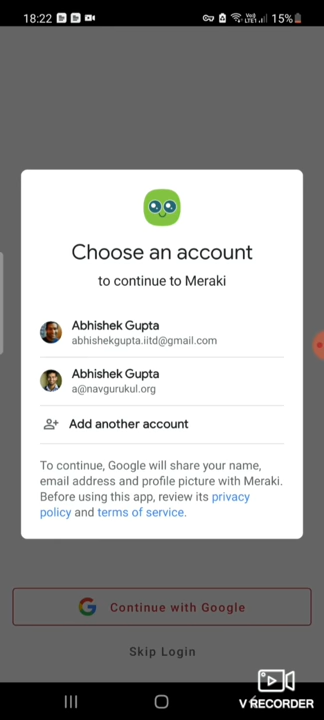 18:22
15%
Choose an account
to continue to Meraki
Abhishek Gupta
abhishekgupta.iitd@gmail.com
Abhishek Gupta
a@navgurukul.org
Add another account
To continue, Google will share your name,
email address and profile picture with Meraki.
Before using this app, review its privacy
policy and terms of service.
Continue with Google
Skip Login
V RECORDER